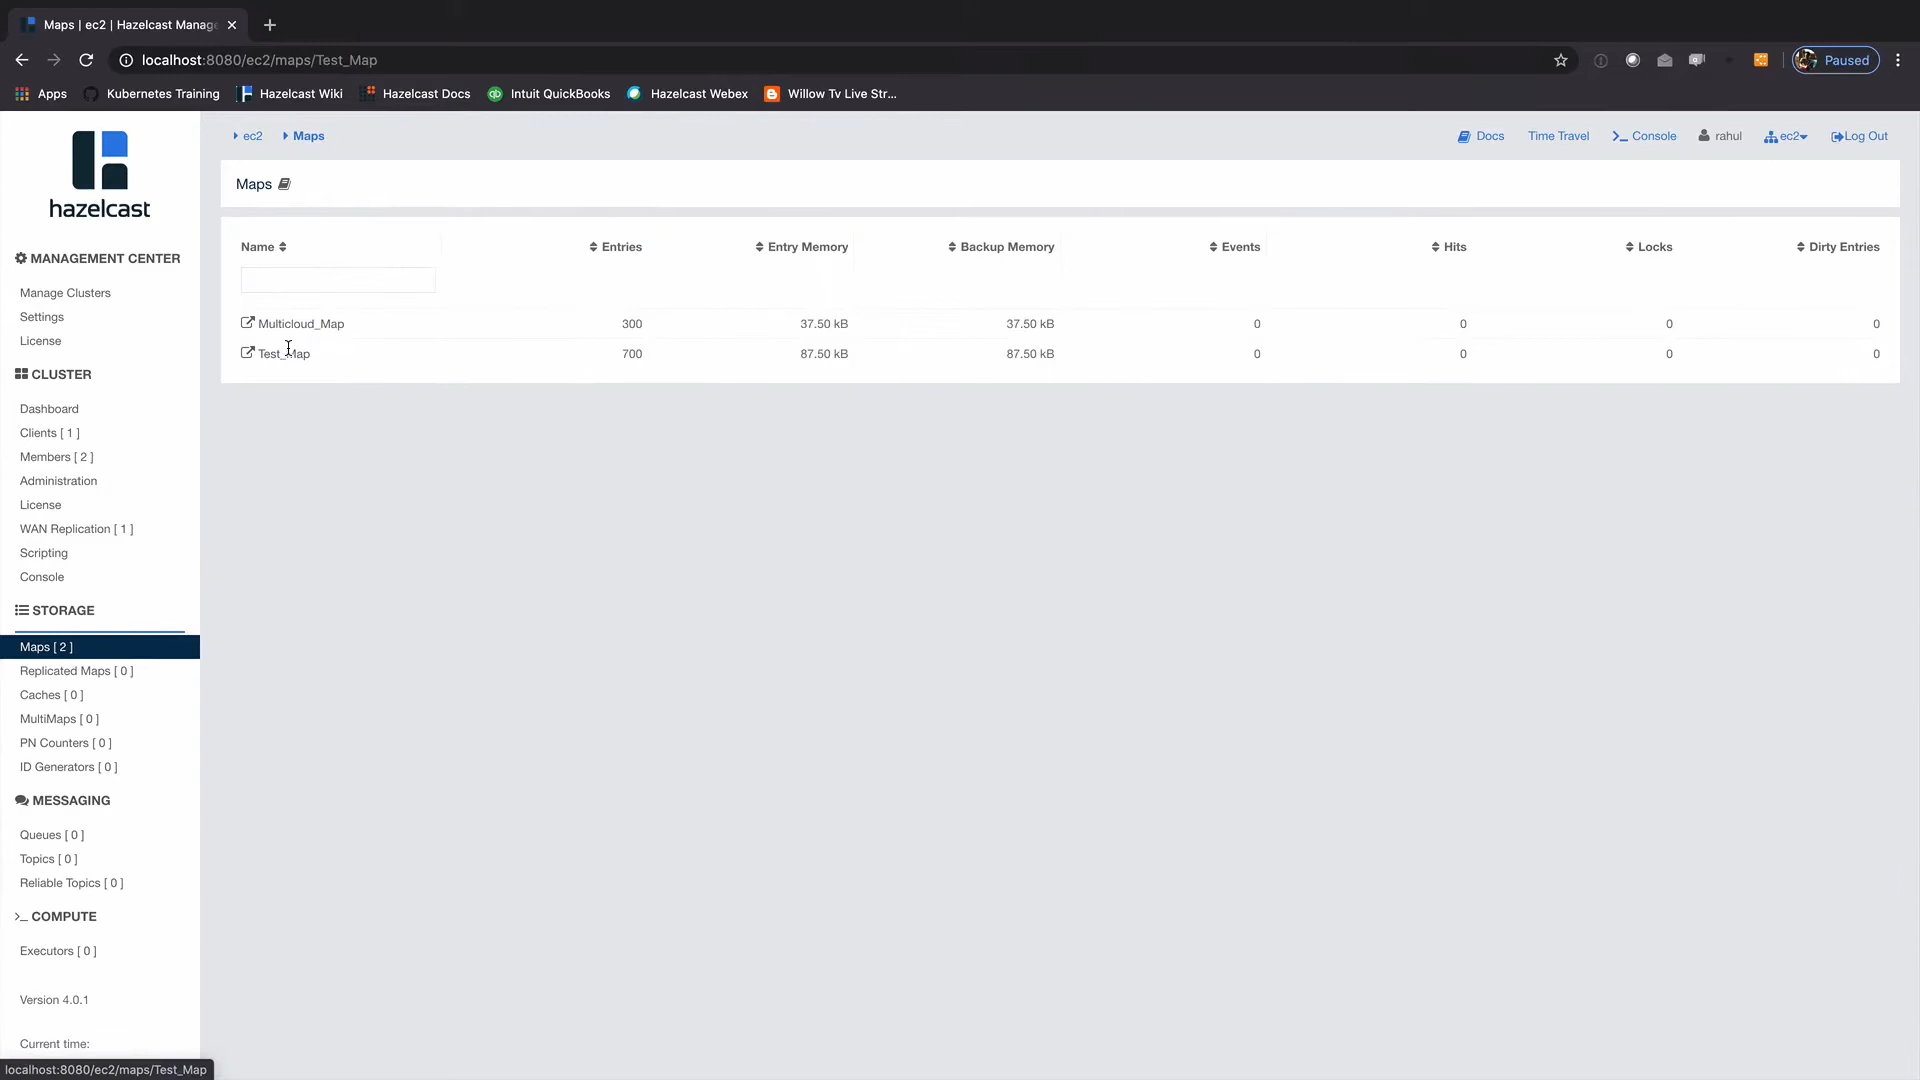 Maps | ec2 | Hazelcast Manage
localhost:8080/ec2/maps/Test_Map
Paused
Apps
Kubernetes Training
Hazelcast Wiki
Hazelcast Docs
Intuit QuickBooks
Hazelcast Webex
Willow Tv Live Str...
hazelcast
ec2 Maps
Docs Time Travel Console rahul ec2 Log Out
Maps
Name Entries Entry Memory Backup Memory Events Hits Locks Dirty Entries
Multicloud_Map 300 37.50 kB 37.50 kB 0 0 0 0
Test_Map 700 87.50 kB 87.50 kB 0 0 0 0
MANAGEMENT CENTER
Manage Clusters
Settings
License
CLUSTER
Dashboard
Clients [ 1 ]
Members [ 2 ]
Administration
License
WAN Replication [ 1 ]
Scripting
Console
STORAGE
Maps [ 2 ]
Replicated Maps [ 0 ]
Caches [ 0 ]
MultiMaps [ 0 ]
PN Counters [ 0 ]
ID Generators [ 0 ]
MESSAGING
Queues [ 0 ]
Topics [ 0 ]
Reliable Topics [ 0 ]
COMPUTE
Executors [ 0 ]
Version 4.0.1
Current time:
localhost:8080/ec2/maps/Test_Map